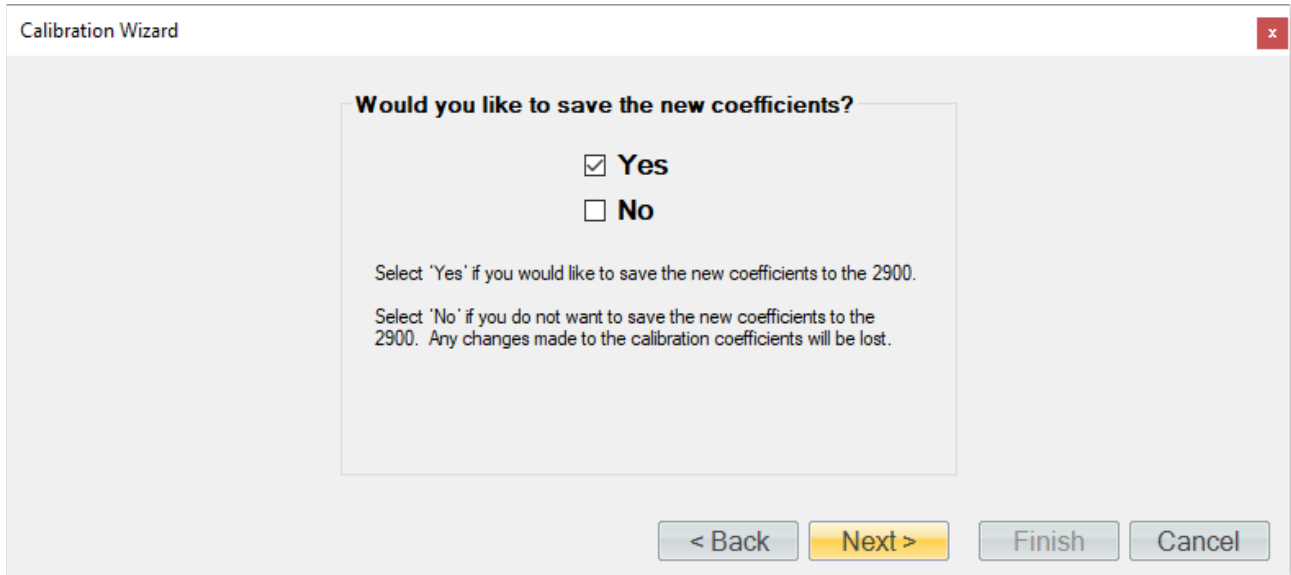 Calibration Wizard
x
Would you like to save the new coefficients?
Yes
No
Select 'Yes' if you would like to save the new coefficients to the 2900.
Select 'No' if you do not want to save the new coefficients to the
2900. Any changes made to the calibration coefficients will be lost.
< Back Next > Finish Cancel